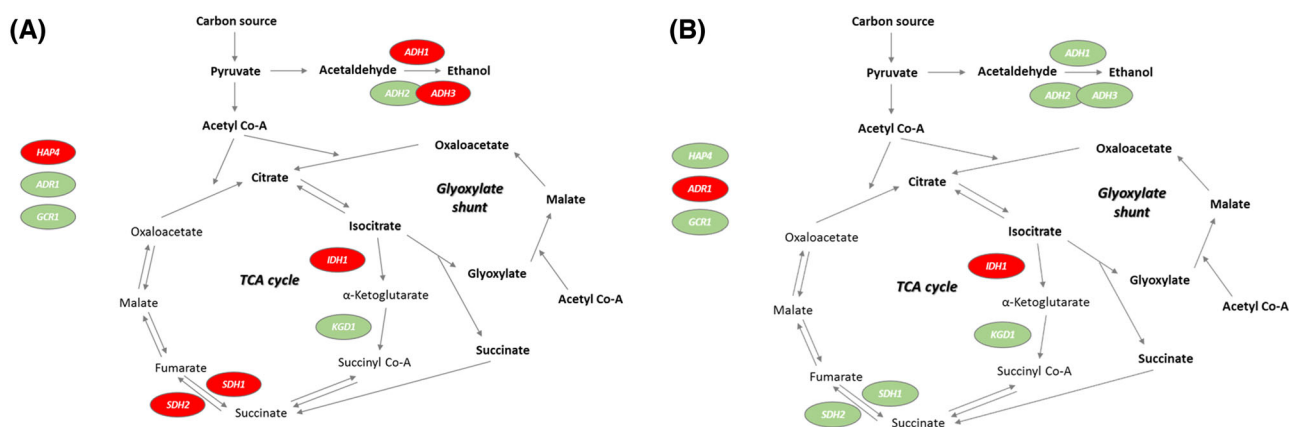 (A)
Carbon source
ADH1
Pyruvate
Acetaldehyde
Ethanol
ADH2
ADH3
Acetyl Co-A
HAP4
Oxaloacetate
ADR1
Citrate
Glyoxylate
shunt
Malate
GCR1
Oxaloacetate
Isocitrate
IDH1
TCA cycle
Glyoxylate
α-Ketoglutarate
Acetyl Co-A
Malate
KGD1
Succinate
Fumarate
Succinyl Co-A
SDH1
SDH2
Succinate
(B)
Carbon source
ADH1
Pyruvate
Acetaldehyde
Ethanol
ADH2
ADH3
Acetyl Co-A
HAP4
Oxaloacetate
ADR1
Citrate
Glyoxylate
shunt
Malate
GCR1
Oxaloacetate
Isocitrate
IDH1
TCA cycle
Glyoxylate
α-Ketoglutarate
Acetyl Co-A
Malate
KGD1
Succinate
Fumarate
Succinyl Co-A
SDH1
SDH2
Succinate